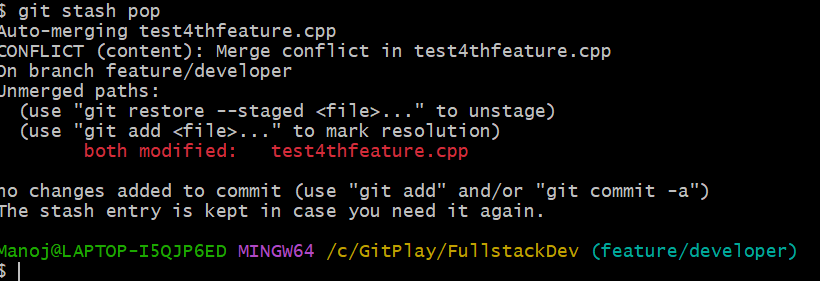 $ git stash pop
Auto-merging test4thfeature.cpp
CONFLICT (content): Merge conflict in test4thfeature.cpp
On branch feature/developer
Unmerged paths:
  (use "git restore --staged <file>..." to unstage)
  (use "git add <file>..." to mark resolution)
        both modified:   test4thfeature.cpp

no changes added to commit (use "git add" and/or "git commit -a")
The stash entry is kept in case you need it again.

Manoj@LAPTOP-I5QJP6ED MINGW64 /c/GitPlay/FullstackDev (feature/developer)
$